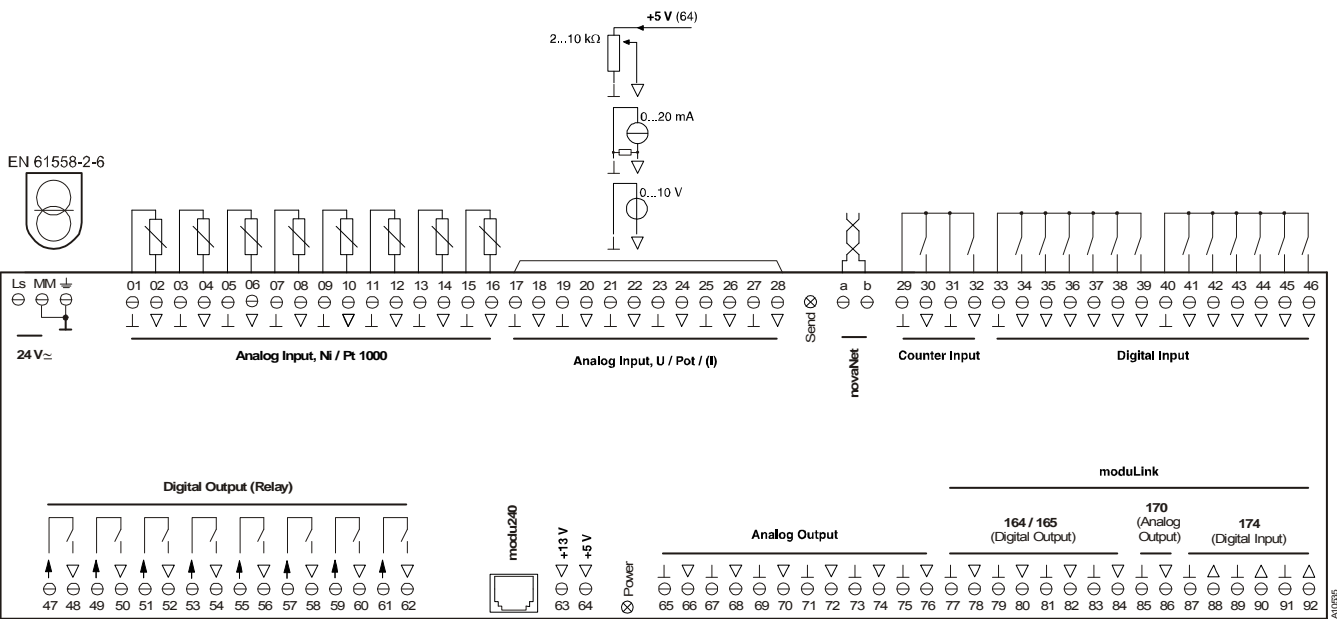 +5 V (64)
2...10 kΩ
0...20 mA
EN 61558-2-6
0...10 V
Ls MM 01 02 03 04 05 06 07 08 09 10 11 12 13 14 15 16 17 18 19 20 21 22 23 24 25 26 27 28 a b 29 30 31 32 33 34 35 36 37 38 39 40 41 42 43 44 45 46
Send
24 V≂
Analog Input, Ni / Pt 1000
Analog Input, U / Pot / (I)
novaNet
Counter Input
Digital Input
moduLink
Digital Output (Relay)
modu240
+13 V
+5 V
Power
Analog Output
164 / 165
(Digital Output)
170
(Analog
Output)
174
(Digital Input)
47 48 49 50 51 52 53 54 55 56 57 58 59 60 61 62 63 64 65 66 67 68 69 70 71 72 73 74 75 76 77 78 79 80 81 82 83 84 85 86 87 88 89 90 91 92
A10535